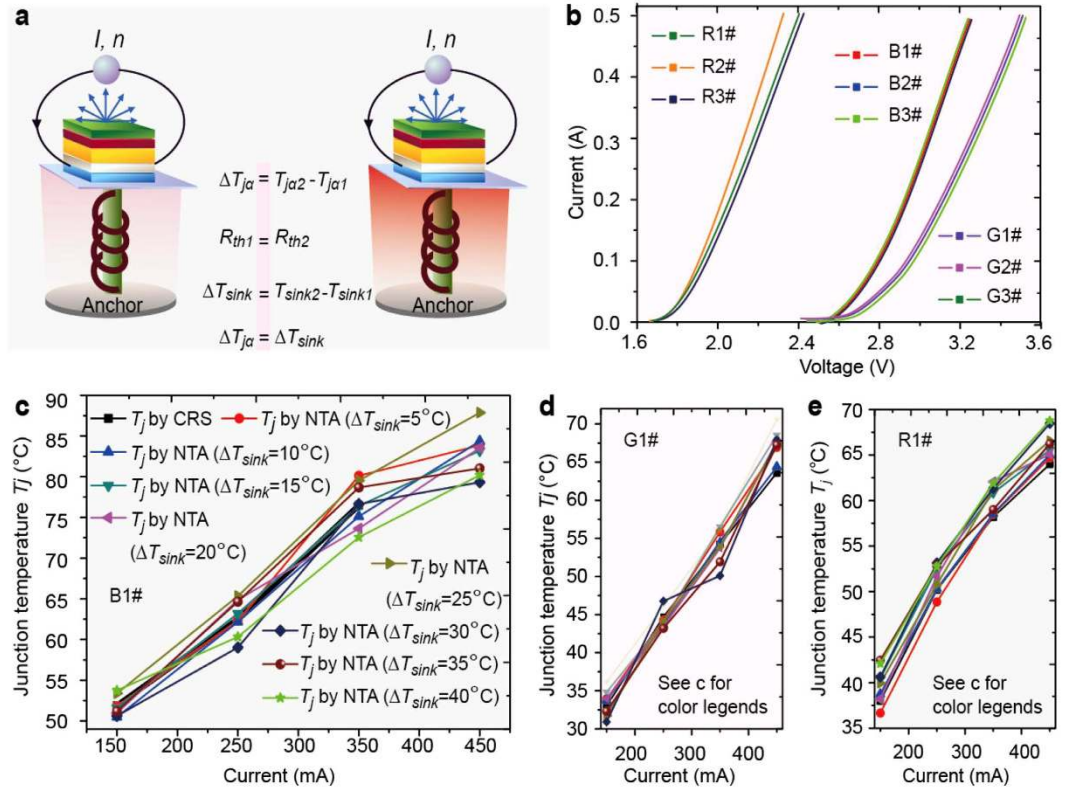 a
I, n
I, n
ΔTjα = Tjα2-Tjα1
Rth1 = Rth2
ΔTsink = Tsink2-Tsink1
ΔTjα = ΔTsink
Anchor
Anchor
b
0.5
0.4
0.3
0.2
0.1
0.0
Current (A)
R1#
R2#
R3#
B1#
B2#
B3#
G1#
G2#
G3#
1.6
2.0
2.4
2.8
3.2
3.6
Voltage (V)
c
90
85
80
75
70
65
60
55
50
Junction temperature Tj (°C)
Tj by CRS
Tj by NTA (ΔTsink=5°C)
Tj by NTA (ΔTsink=10°C)
Tj by NTA (ΔTsink=15°C)
Tj by NTA
(ΔTsink=20°C)
Tj by NTA
(ΔTsink=25°C)
B1#
Tj by NTA (ΔTsink=30°C)
Tj by NTA (ΔTsink=35°C)
Tj by NTA (ΔTsink=40°C)
150
200
250
300
350
400
450
Current (mA)
d
70
65
60
55
50
45
40
35
30
Junction temperature Tj (°C)
G1#
See c for
color legends
200
300
400
Current (mA)
e
70
65
60
55
50
45
40
35
Junction temperature Tj (°C)
R1#
See c for
color legends
200
300
400
Current (mA)